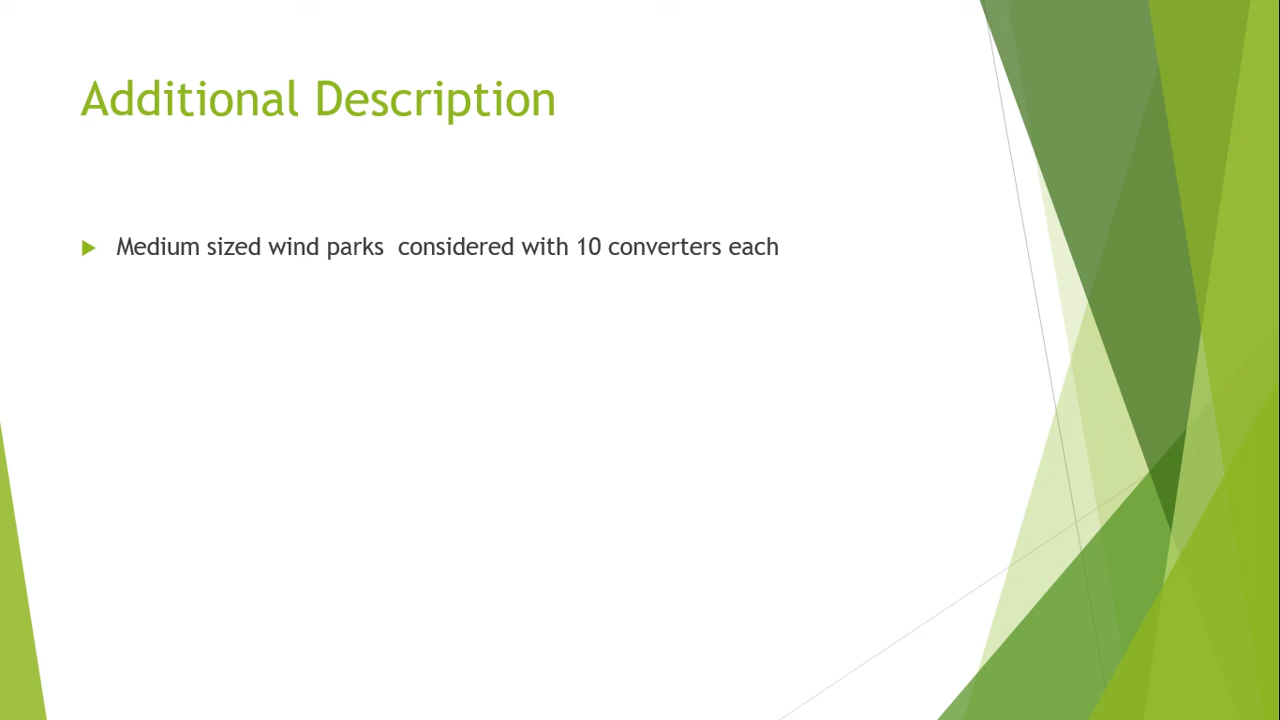 Additional Description
Medium sized wind parks  considered with 10 converters each